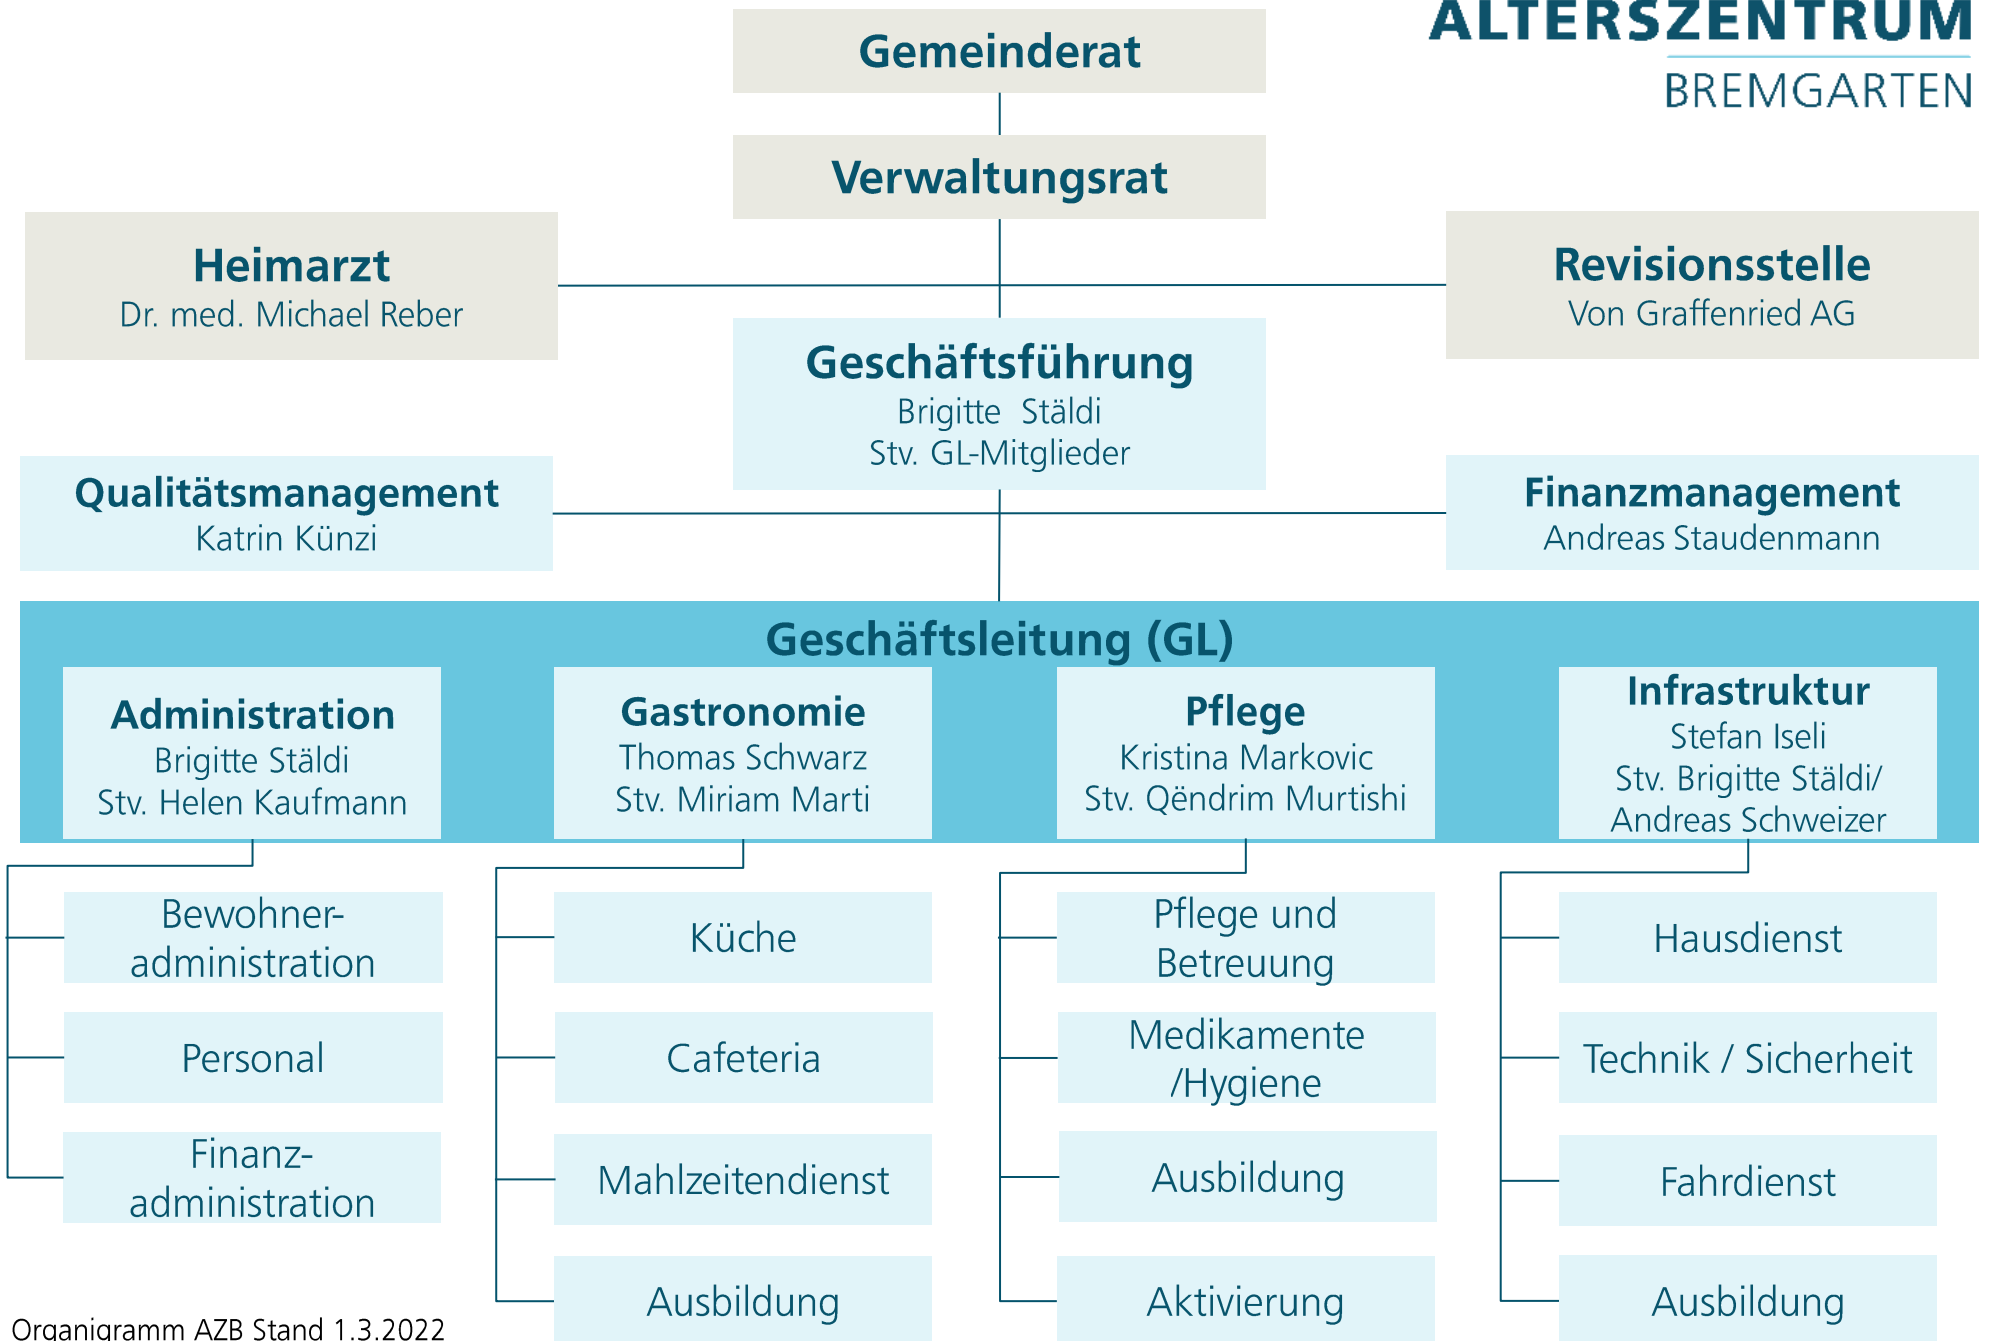 ALTERSZENTRUM
BREMGARTEN
Gemeinderat
Verwaltungsrat
Heimarzt
Dr. med. Michael Reber
Revisionsstelle
Von Graffenried AG
Geschäftsführung
Brigitte Stäldi
Stv. GL-Mitglieder
Qualitätsmanagement
Katrin Künzi
Finanzmanagement
Andreas Staudenmann
Geschäftsleitung (GL)
Administration
Brigitte Stäldi
Stv. Helen Kaufmann
Gastronomie
Thomas Schwarz
Stv. Miriam Marti
Pflege
Kristina Markovic
Stv. Qëndrim Murtishi
Infrastruktur
Stefan Iseli
Stv. Brigitte Stäldi/
Andreas Schweizer
Bewohner-
administration
Personal
Finanz-
administration
Küche
Cafeteria
Mahlzeitendienst
Ausbildung
Pflege und
Betreuung
Medikamente
/Hygiene
Ausbildung
Aktivierung
Hausdienst
Technik / Sicherheit
Fahrdienst
Ausbildung
Organigramm AZB Stand 1.3.2022